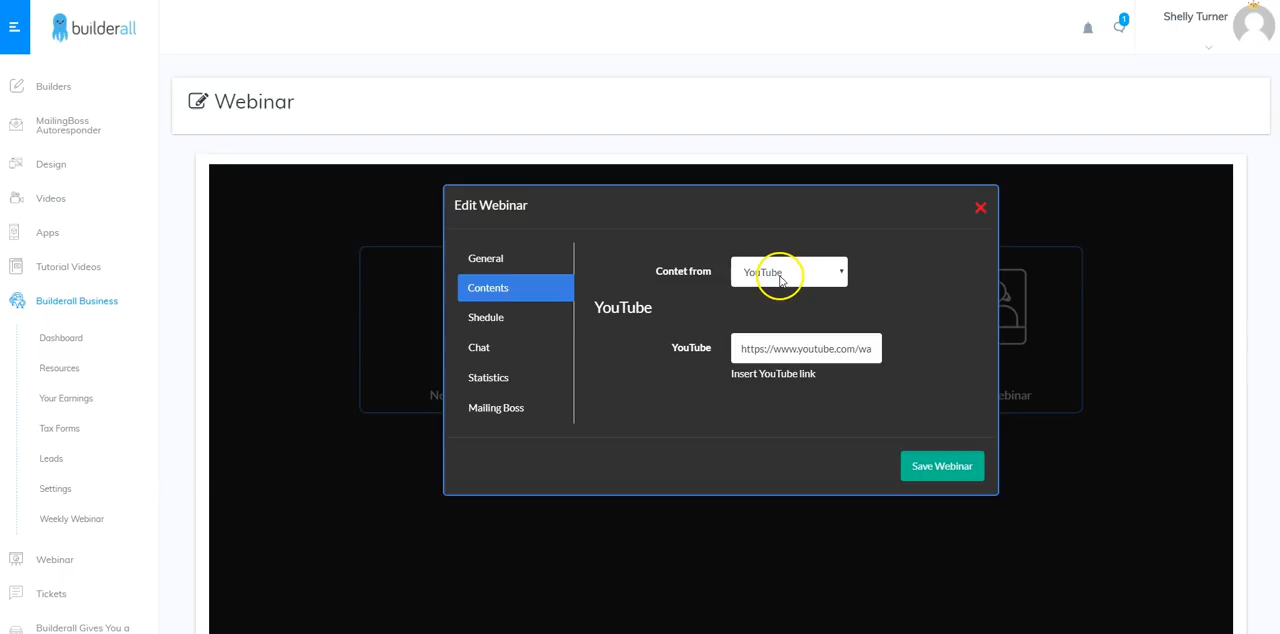 builderall
1
Shelly Turner
Builders
MailingBoss
Autoresponder
Design
Videos
Apps
Tutorial Videos
Builderall Business
Dashboard
Resources
Your Earnings
Tax Forms
Leads
Settings
Weekly Webinar
Webinar
Tickets
Builderall Gives You a
Webinar
Edit Webinar
General
Contents
Shedule
Chat
Statistics
Mailing Boss
Contet from
YouTube
YouTube
YouTube
https://www.youtube.com/wa
Insert YouTube link
Save Webinar